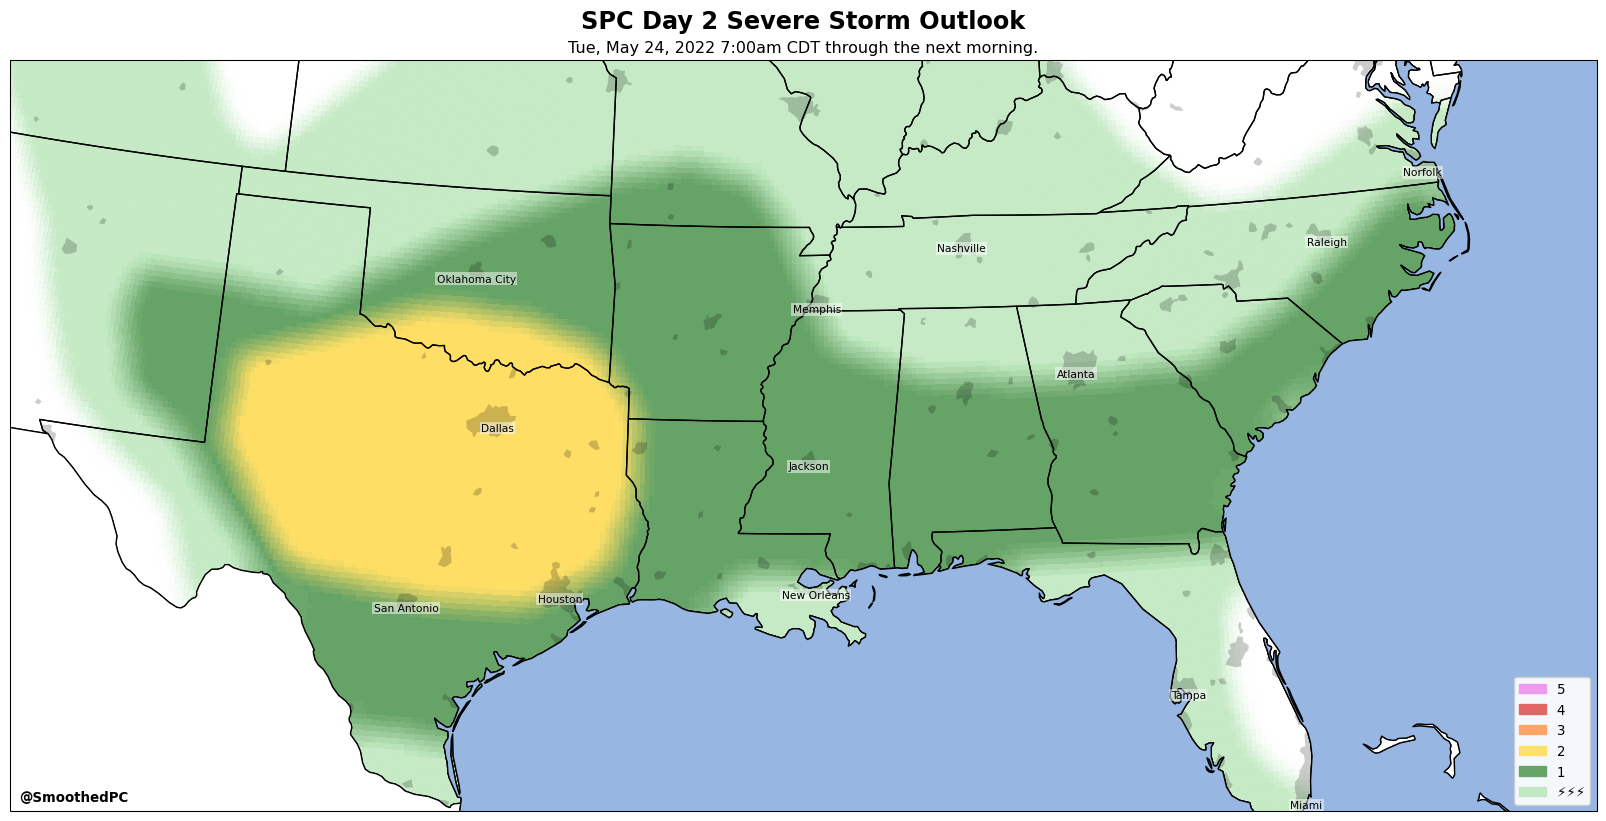 SPC Day 2 Severe Storm Outlook
Tue, May 24, 2022 7:00am CDT through the next morning.
Norfolk
Nashville
Raleigh
Oklahoma City
Memphis
Atlanta
Dallas
Jackson
New Orleans
Houston
San Antonio
Tampa
Miami
5
4
3
2
1
⚡⚡⚡
@SmoothedPC